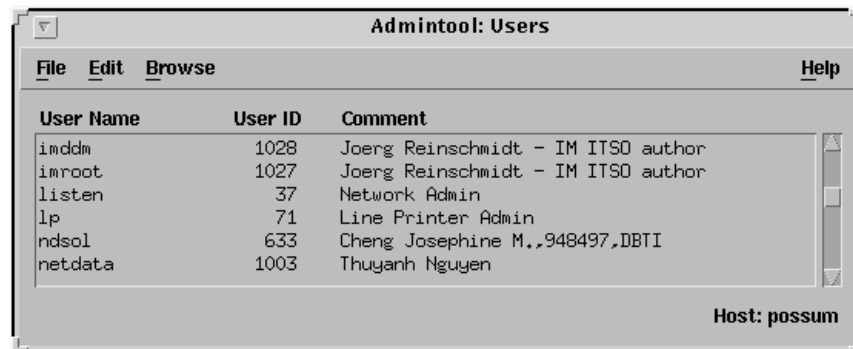 Admintool: Users
File Edit Browse Help
User Name User ID Comment
imddm 1028 Joerg Reinschmidt - IM ITSO author
imroot 1027 Joerg Reinschmidt - IM ITSO author
listen 37 Network Admin
lp 71 Line Printer Admin
ndsol 633 Cheng Josephine M.,948497,DBTI
netdata 1003 Thuyanh Nguyen
Host: possum